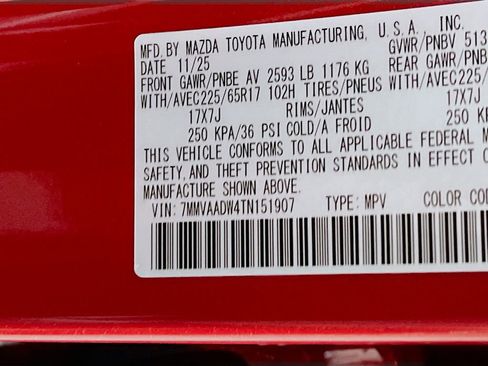 MFD. BY MAZDA TOYOTA MANUFACTURING, U.S.A. INC.
DATE 11/25 GVWR/PNBV 513
FRONT GAWR/PNBE AV 2593 LB 1176 KG REAR GAWR/PNB
WITH/AVEC225/65R17 102H TIRES/PNEUS WITH/AVEC225/
17X7J RIMS/JANTES 17X7J
250 KPA/36 PSI COLD/A FROID 250 KP
THIS VEHICLE CONFORMS TO ALL APPLICABLE FEDERAL M
SAFETY, AND THEFT PREVENTION STANDARDS IN EFFECT O
MANUFACTURE SHOWN ABOVE.
VIN: 7MMVAADW4TN151907 TYPE: MPV COLOR COD